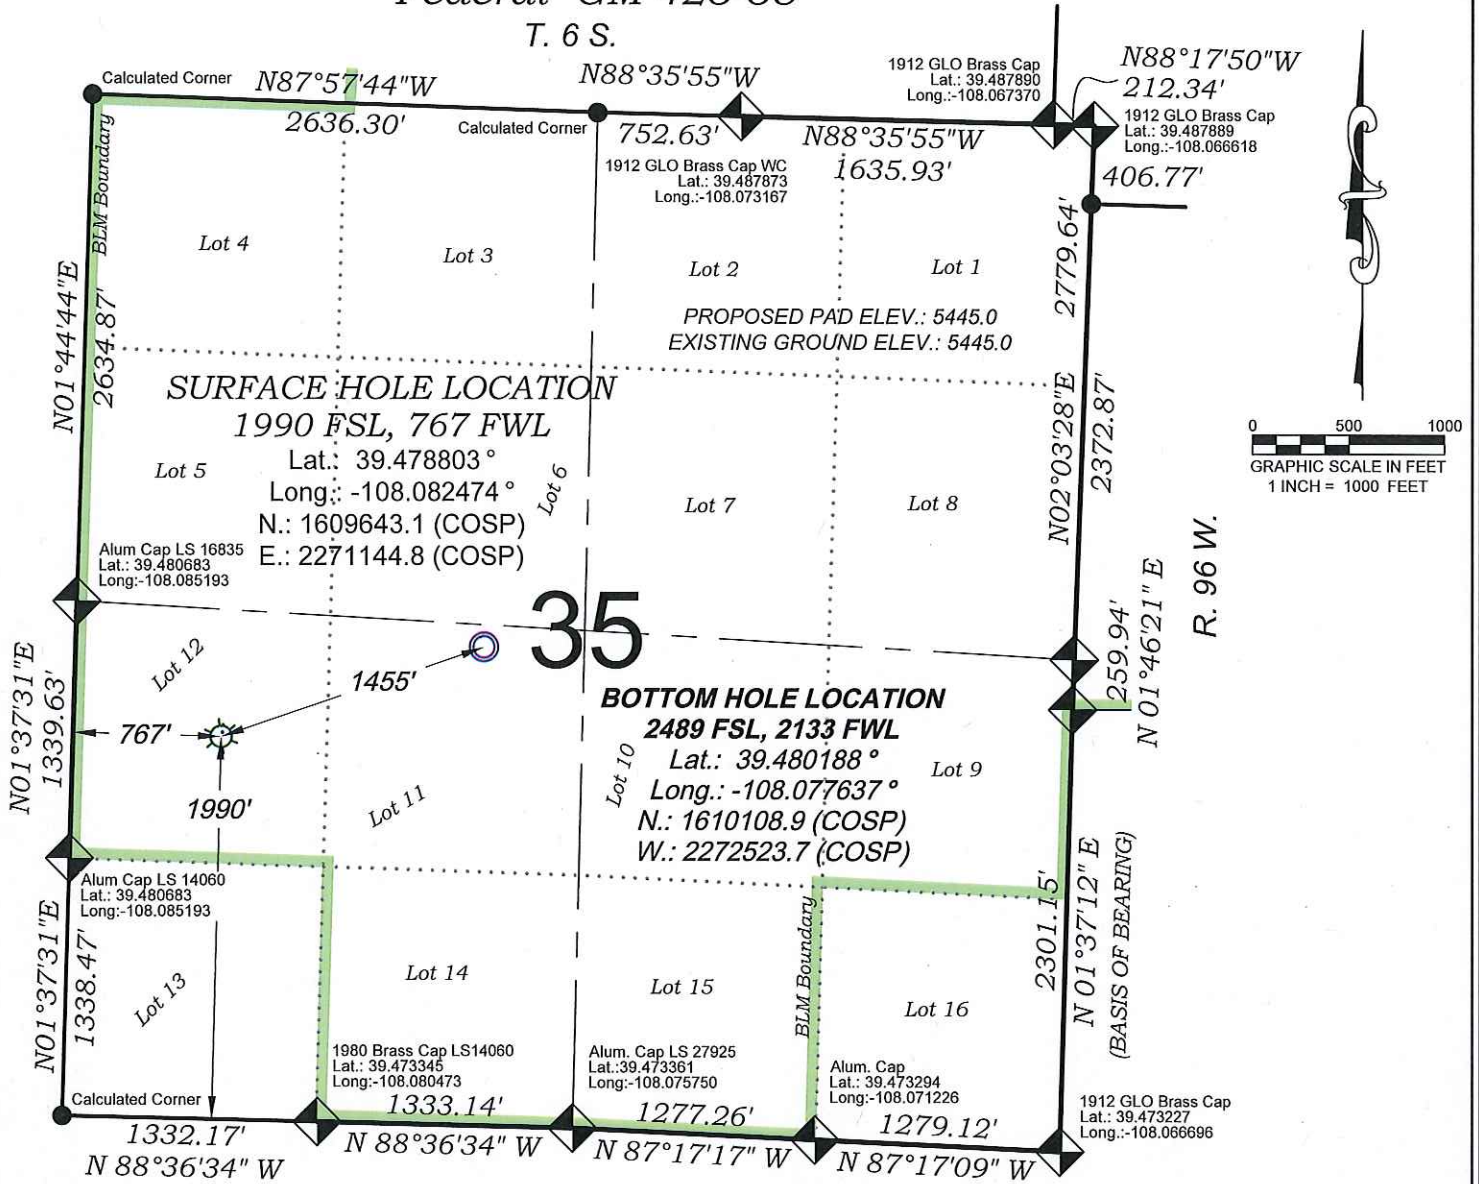 T. 6 S.
Calculated Corner
N87°57'44"W
2636.30'
Calculated Corner
N88°35'55"W
752.63'
1912 GLO Brass Cap WC
Lat.: 39.487873
Long.:-108.073167
N88°35'55"W
1635.93'
1912 GLO Brass Cap
Lat.: 39.487890
Long.:-108.067370
N88°17'50"W
212.34'
1912 GLO Brass Cap
Lat.: 39.487889
Long.:-108.066618
406.77'
BLM Boundary
Lot 4
Lot 3
Lot 2
Lot 1
2779.64'
PROPOSED PAD ELEV.: 5445.0
EXISTING GROUND ELEV.: 5445.0
N01°44'44"E
2634.87'
SURFACE HOLE LOCATION
1990 FSL, 767 FWL
Lat.: 39.478803°
Long.: -108.082474°
N.: 1609643.1 (COSP)
E.: 2271144.8 (COSP)
Lot 5
Lot 6
Lot 7
Lot 8
N02°03'28"E
2372.87'
0 500 1000
GRAPHIC SCALE IN FEET
1 INCH = 1000 FEET
R. 96 W.
Alum Cap LS 16835
Lat.: 39.480683
Long:-108.085193
35
259.94'
N 01°46'21" E
N01°37'31"E
1339.63'
Lot 12
1455'
767'
1990'
Lot 11
BOTTOM HOLE LOCATION
2489 FSL, 2133 FWL
Lat.: 39.480188°
Long.: -108.077637°
N.: 1610108.9 (COSP)
W.: 2272523.7 (COSP)
Lot 10
Lot 9
Alum Cap LS 14060
Lat.: 39.480683
Long:-108.085193
N01°37'31"E
1338.47'
Lot 13
Lot 14
Lot 15
BLM Boundary
Lot 16
2301.15'
N 01°37'12" E
(BASIS OF BEARING)
1980 Brass Cap LS14060
Lat.: 39.473345
Long:-108.080473
Alum. Cap LS 27925
Lat.:39.473361
Long:-108.075750
Alum. Cap
Lat.: 39.473294
Long:-108.071226
1912 GLO Brass Cap
Lat.: 39.473227
Long.:-108.066696
Calculated Corner
1332.17'
N 88°36'34" W
1333.14'
N 88°36'34" W
1277.26'
N 87°17'17" W
1279.12'
N 87°17'09" W